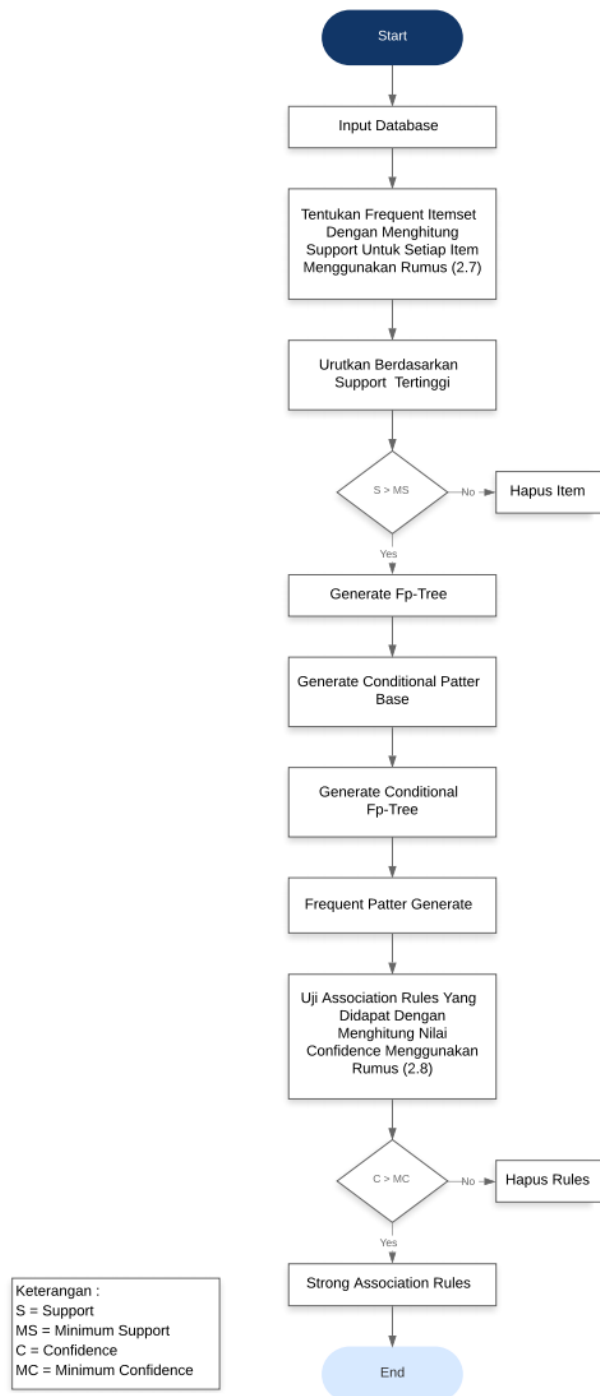 Start
Input Database
Tentukan Frequent Itemset
Dengan Menghitung
Support Untuk Setiap Item
Menggunakan Rumus (2.7)
Urutkan Berdasarkan
Support Tertinggi
S > MS
No
Hapus Item
Yes
Generate Fp-Tree
Generate Conditional Patter
Base
Generate Conditional
Fp-Tree
Frequent Patter Generate
Uji Association Rules Yang
Didapat Dengan
Menghitung Nilai
Confidence Menggunakan
Rumus (2.8)
C > MC
No
Hapus Rules
Yes
Strong Association Rules
End
Keterangan :
S = Support
MS = Minimum Support
C = Confidence
MC = Minimum Confidence